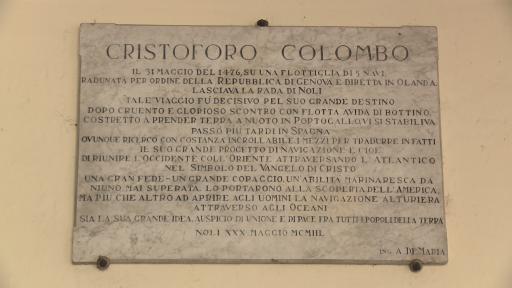 CRISTOFORO COLOMBO
IL 31 MAGGIO DEL 1476, SU UNA FLOTTIGLIA DI 5 NAVI,
RADUNATA PER ORDINE DELLA REPUBBLICA DI GENOVA E DIRETTA IN OLANDA,
LASCIAVA LA RADA DI NOLI
TALE VIAGGIO FU DECISIVO PEL SUO GRANDE DESTINO
DOPO CRUENTO E GLORIOSO SCONTRO CON FLOTTA AVIDA DI BOTTINO,
COSTRETTO A PRENDER TERRA A NUOTO IN PORTOGALLO, VI SI STABILIVA
PASSÒ PIÙ TARDI IN SPAGNA
OVUNQUE RICERCÒ CON COSTANZA INCROLLABILE I MEZZI PER TRADURRE IN FATTI
IL SUO GRANDE PROGETTO DI NAVIGAZIONE E CIOÈ
DI RIUNIRE L'OCCIDENTE COLL'ORIENTE ATTRAVERSANDO L'ATLANTICO
NEL SIMBOLO DEL VANGELO DI CRISTO
UNA GRAN FEDE - UN GRANDE CORAGGIO, UN'ABILITÀ MARINARESCA DA
NIUNO MAI SUPERATA, LO PORTARONO ALLA SCOPERTA DELL'AMERICA,
MA PIÙ CHE ALTRO AD APRIRE AGLI UOMINI LA NAVIGAZIONE ALTURIERA
ATTRAVERSO AGLI OCEANI
SIA LA SUA GRANDE IDEA, AUSPICIO DI UNIONE E DI PACE FRA TUTTI I POPOLI DELLA TERRA
NOLI XXX MAGGIO MCMIIL
ING. A. DE MARIA